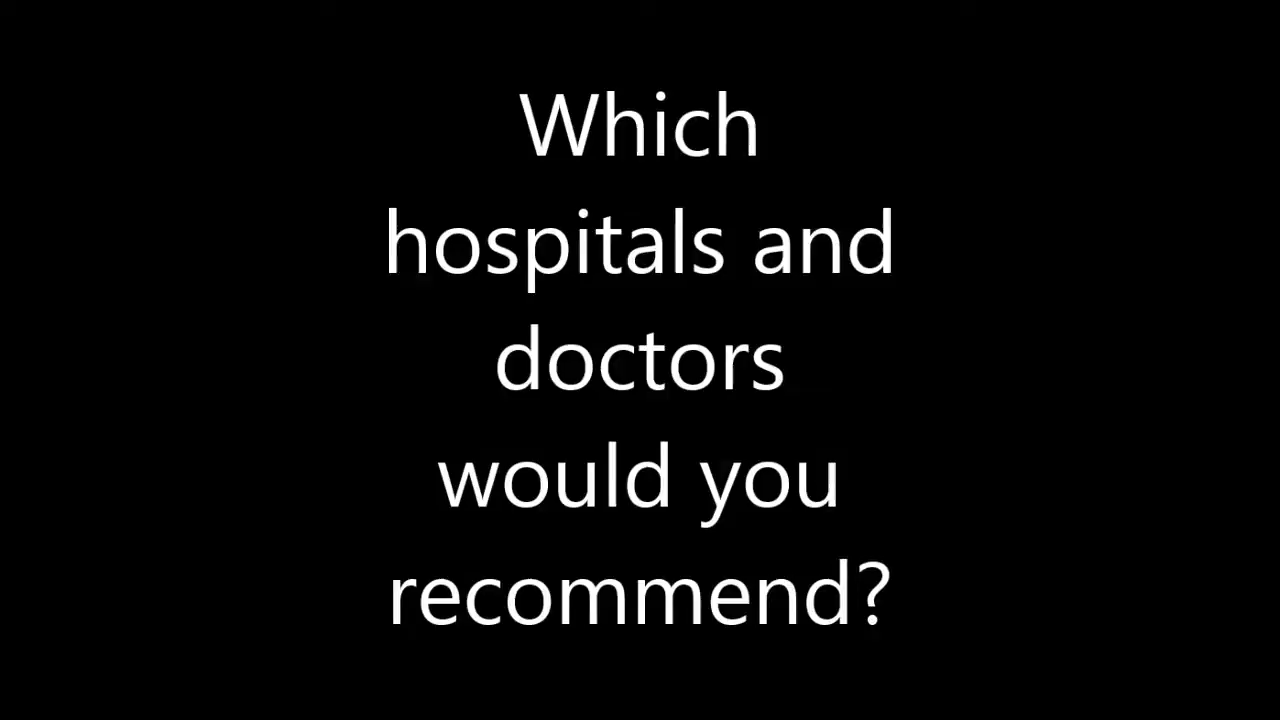 Which
hospitals and
doctors
would you
recommend?